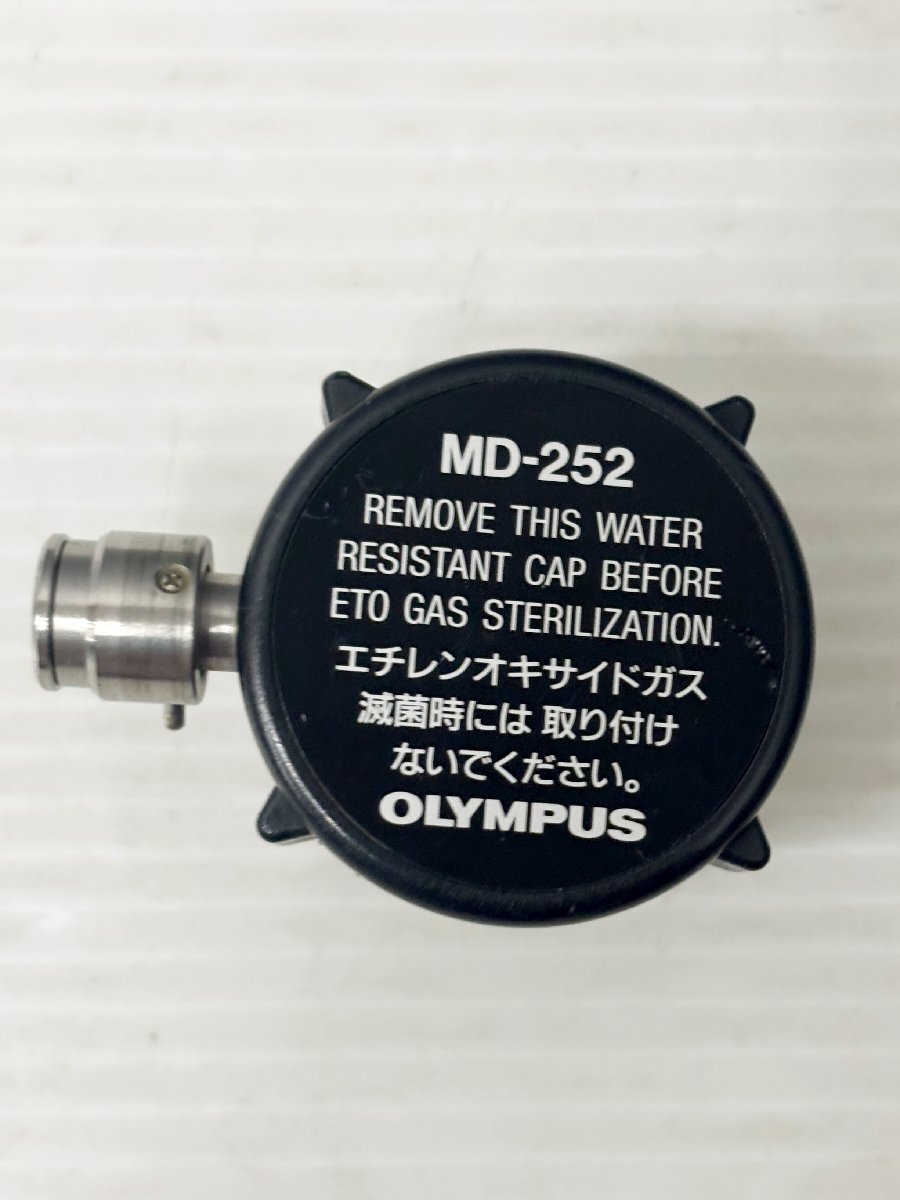 MD-252
REMOVE THIS WATER
RESISTANT CAP BEFORE
ETO GAS STERILIZATION.
エチレンオキサイドガス
滅菌時には 取り付け
ないでください。
OLYMPUS